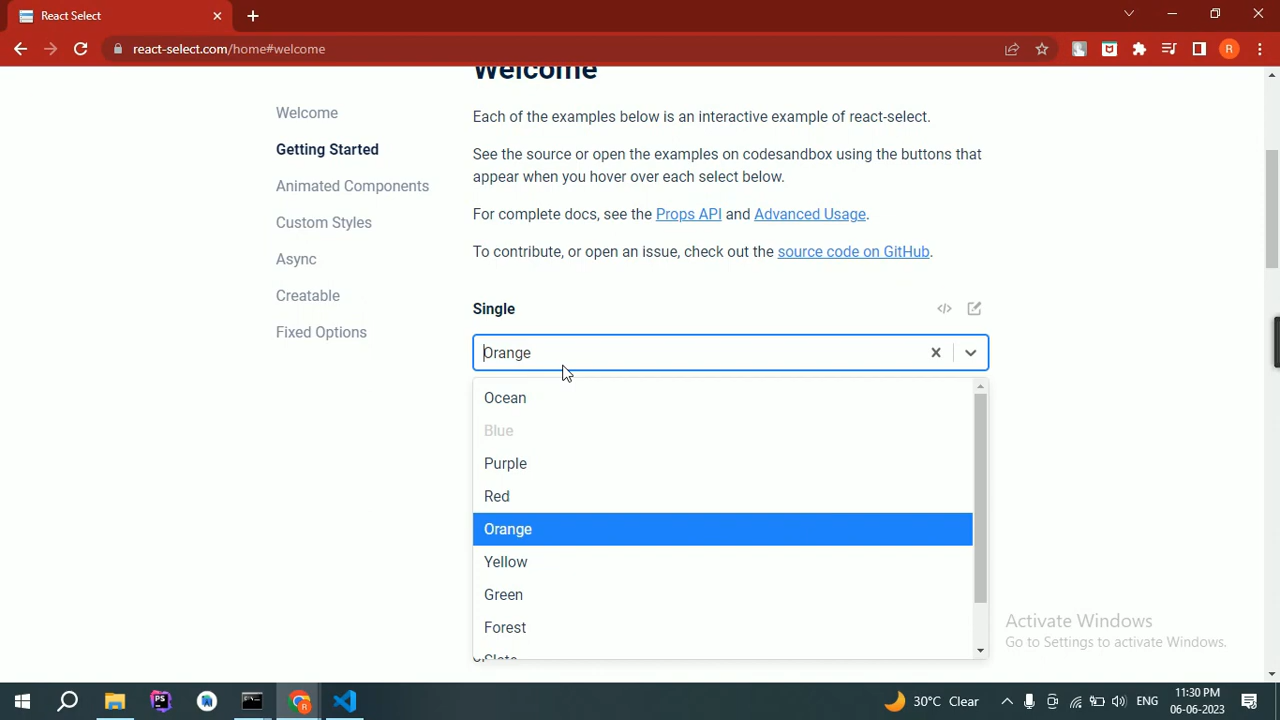 React Select
react-select.com/home#welcome
R
Welcome
Welcome
Getting Started
Animated Components
Custom Styles
Async
Creatable
Fixed Options
Each of the examples below is an interactive example of react-select.
See the source or open the examples on codesandbox using the buttons that
appear when you hover over each select below.
For complete docs, see the Props API and Advanced Usage.
To contribute, or open an issue, check out the source code on GitHub.
Single
Orange
Ocean
Blue
Purple
Red
Orange
Yellow
Green
Forest
Slate
Activate Windows
Go to Settings to activate Windows.
PS
R
30°C Clear
ENG
11:30 PM
06-06-2023